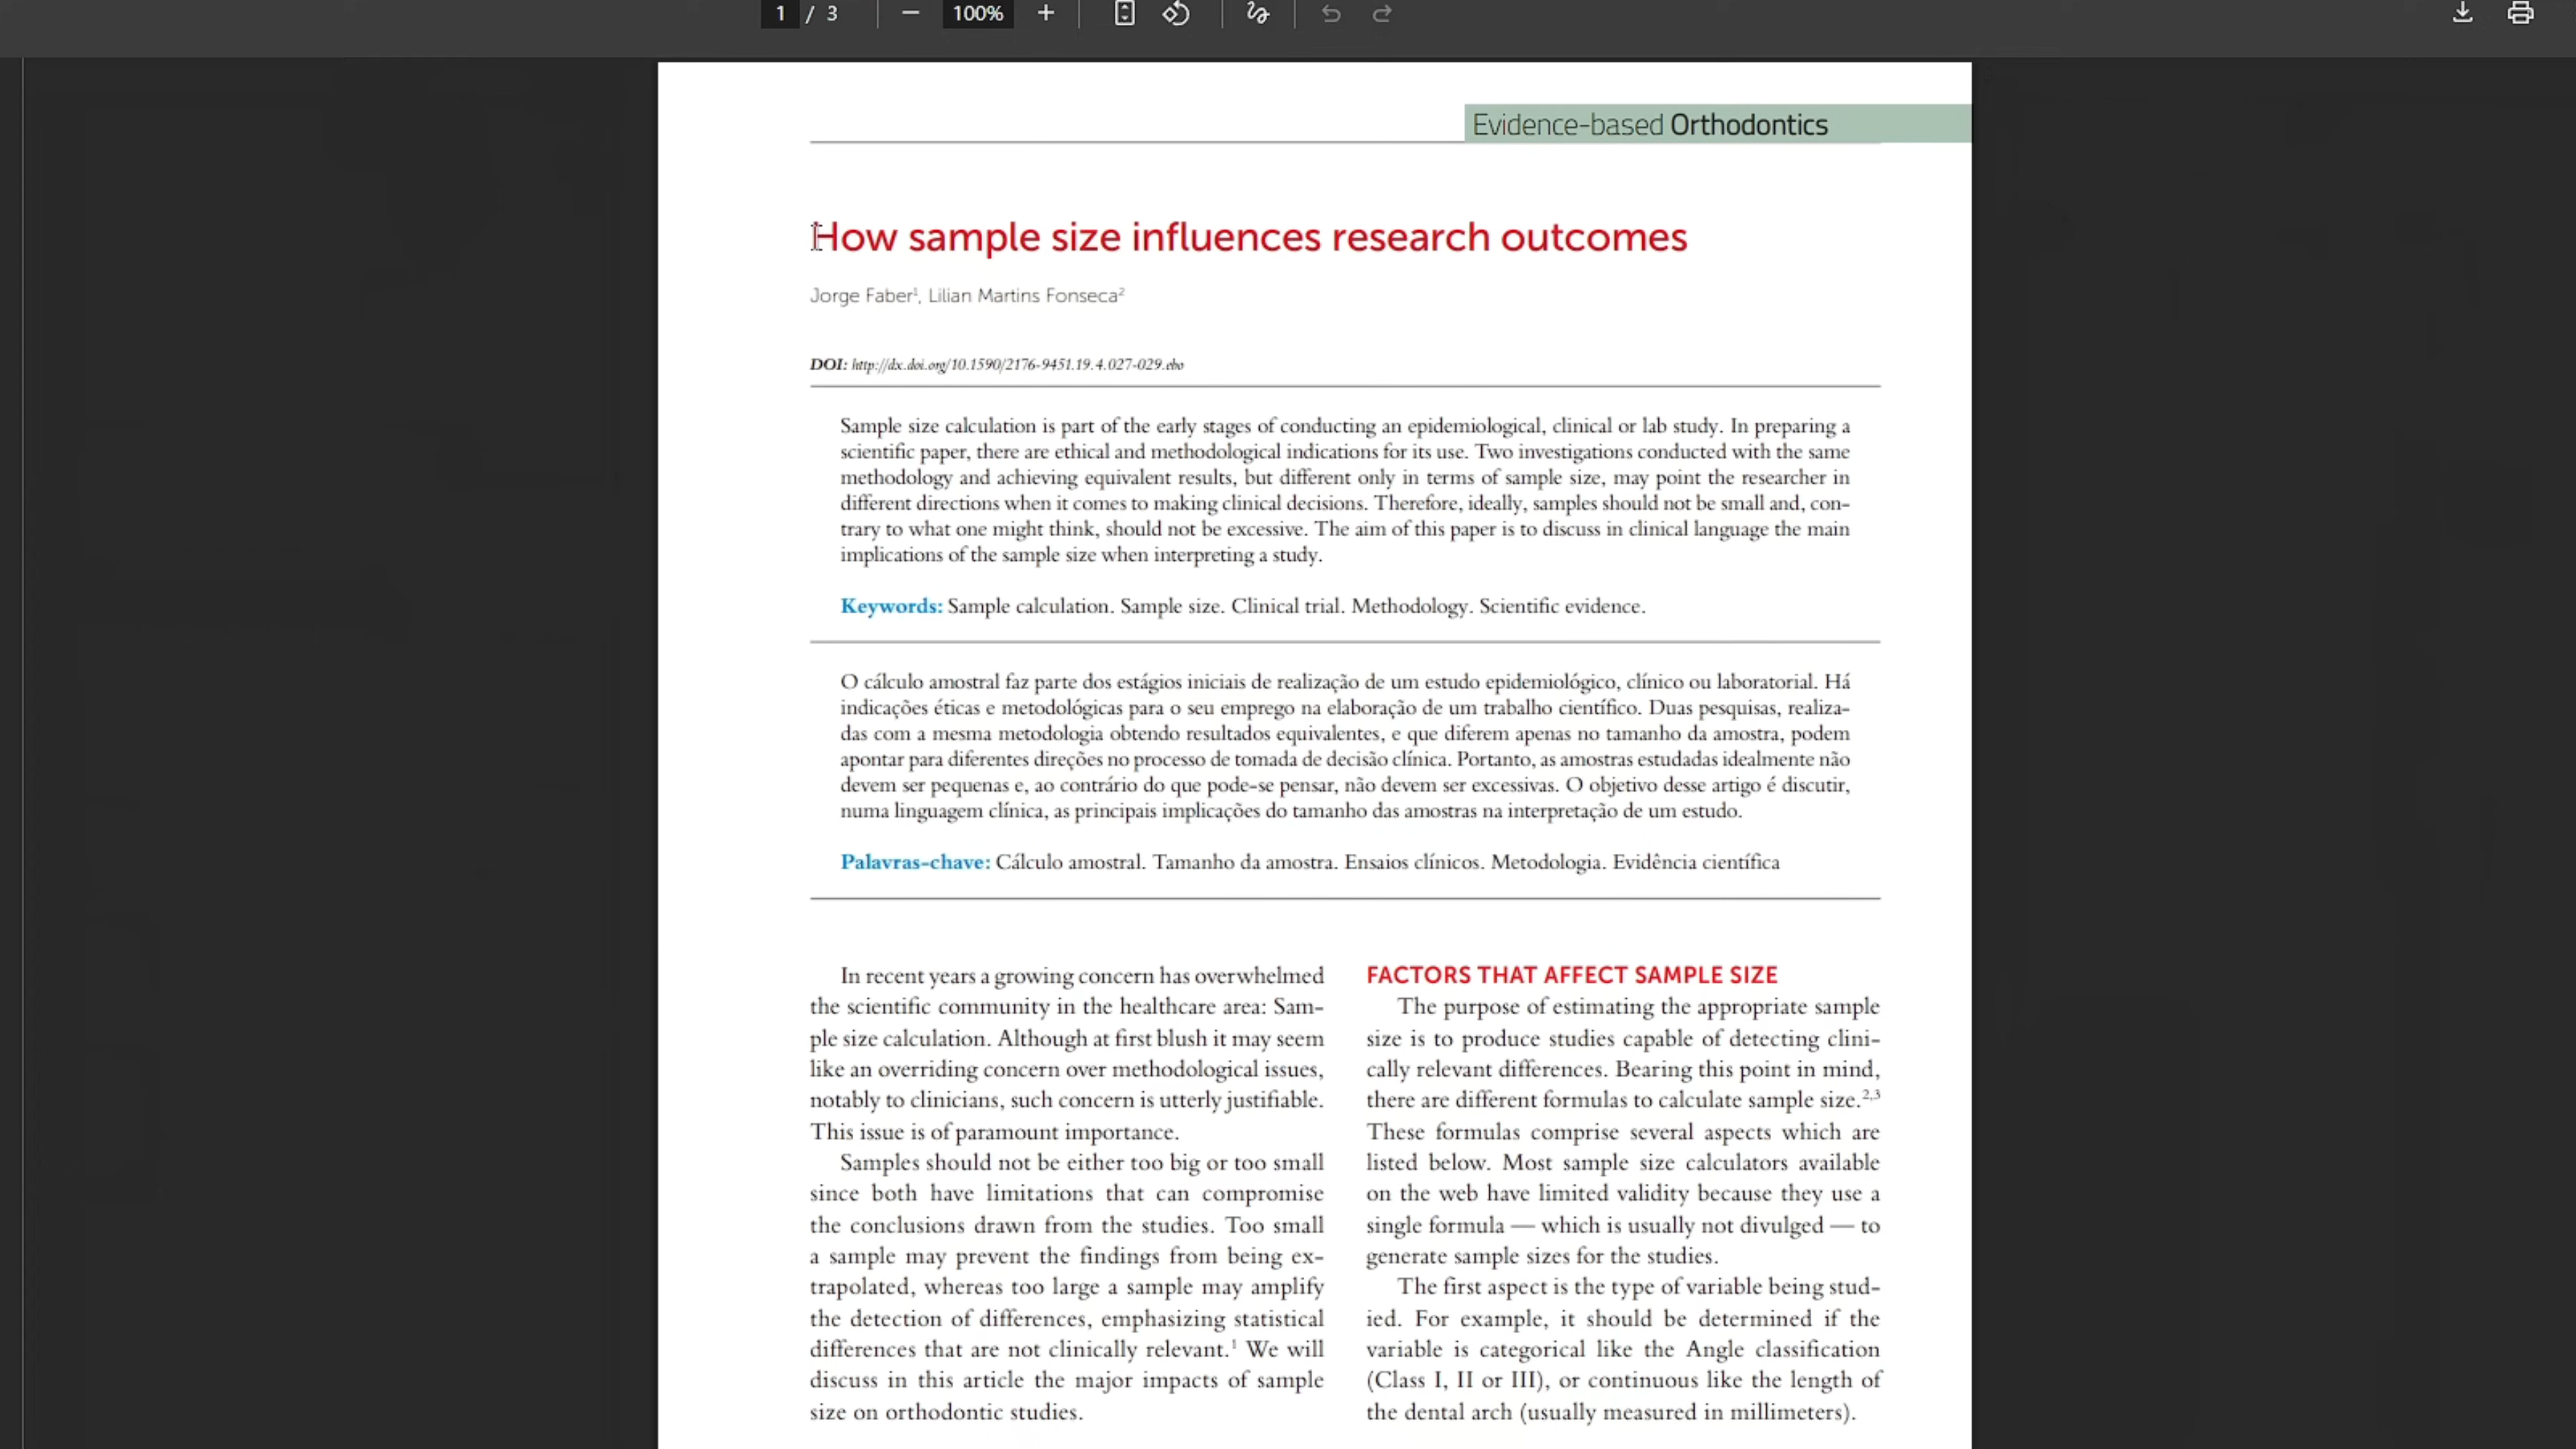 1 / 3
100%
Evidence-based Orthodontics
How sample size influences research outcomes
Jorge Faber1, Lilian Martins Fonseca2
DOI: http://dx.doi.org/10.1590/2176-9451.19.4.027-029.ebo
Sample size calculation is part of the early stages of conducting an epidemiological, clinical or lab study. In preparing a
scientific paper, there are ethical and methodological indications for its use. Two investigations conducted with the same
methodology and achieving equivalent results, but different only in terms of sample size, may point the researcher in
different directions when it comes to making clinical decisions. Therefore, ideally, samples should not be small and, con-
trary to what one might think, should not be excessive. The aim of this paper is to discuss in clinical language the main
implications of the sample size when interpreting a study.
Keywords: Sample calculation. Sample size. Clinical trial. Methodology. Scientific evidence.
O cálculo amostral faz parte dos estágios iniciais de realização de um estudo epidemiológico, clínico ou laboratorial. Há
indicações éticas e metodológicas para o seu emprego na elaboração de um trabalho científico. Duas pesquisas, realiza-
das com a mesma metodologia obtendo resultados equivalentes, e que diferem apenas no tamanho da amostra, podem
apontar para diferentes direções no processo de tomada de decisão clínica. Portanto, as amostras estudadas idealmente não
devem ser pequenas e, ao contrário do que pode-se pensar, não devem ser excessivas. O objetivo desse artigo é discutir,
numa linguagem clínica, as principais implicações do tamanho das amostras na interpretação de um estudo.
Palavras-chave: Cálculo amostral. Tamanho da amostra. Ensaios clínicos. Metodologia. Evidência científica
In recent years a growing concern has overwhelmed
the scientific community in the healthcare area: Sam-
ple size calculation. Although at first blush it may seem
like an overriding concern over methodological issues,
notably to clinicians, such concern is utterly justifiable.
This issue is of paramount importance.
Samples should not be either too big or too small
since both have limitations that can compromise
the conclusions drawn from the studies. Too small
a sample may prevent the findings from being ex-
trapolated, whereas too large a sample may amplify
the detection of differences, emphasizing statistical
differences that are not clinically relevant.1 We will
discuss in this article the major impacts of sample
size on orthodontic studies.
FACTORS THAT AFFECT SAMPLE SIZE
The purpose of estimating the appropriate sample
size is to produce studies capable of detecting clini-
cally relevant differences. Bearing this point in mind,
there are different formulas to calculate sample size.2,3
These formulas comprise several aspects which are
listed below. Most sample size calculators available
on the web have limited validity because they use a
single formula — which is usually not divulged — to
generate sample sizes for the studies.
The first aspect is the type of variable being stud-
ied. For example, it should be determined if the
variable is categorical like the Angle classification
(Class I, II or III), or continuous like the length of
the dental arch (usually measured in millimeters).